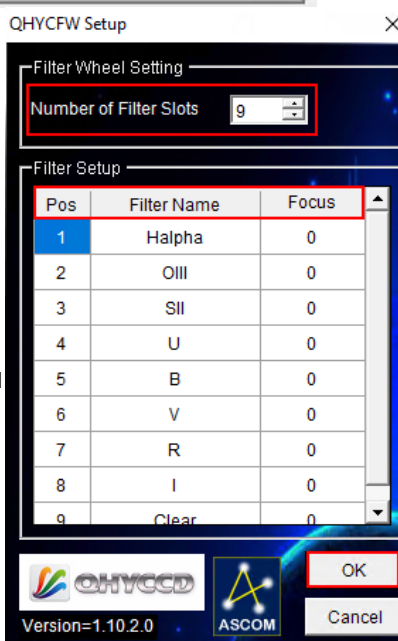 QHYCFW Setup
Filter Wheel Setting
Number of Filter Slots 9
Filter Setup
Pos Filter Name Focus
1 Halpha 0
2 OIII 0
3 SII 0
4 U 0
5 B 0
6 V 0
7 R 0
8 I 0
9 Clear 0
QHYCCD
ASCOM
OK
Version=1.10.2.0
Cancel